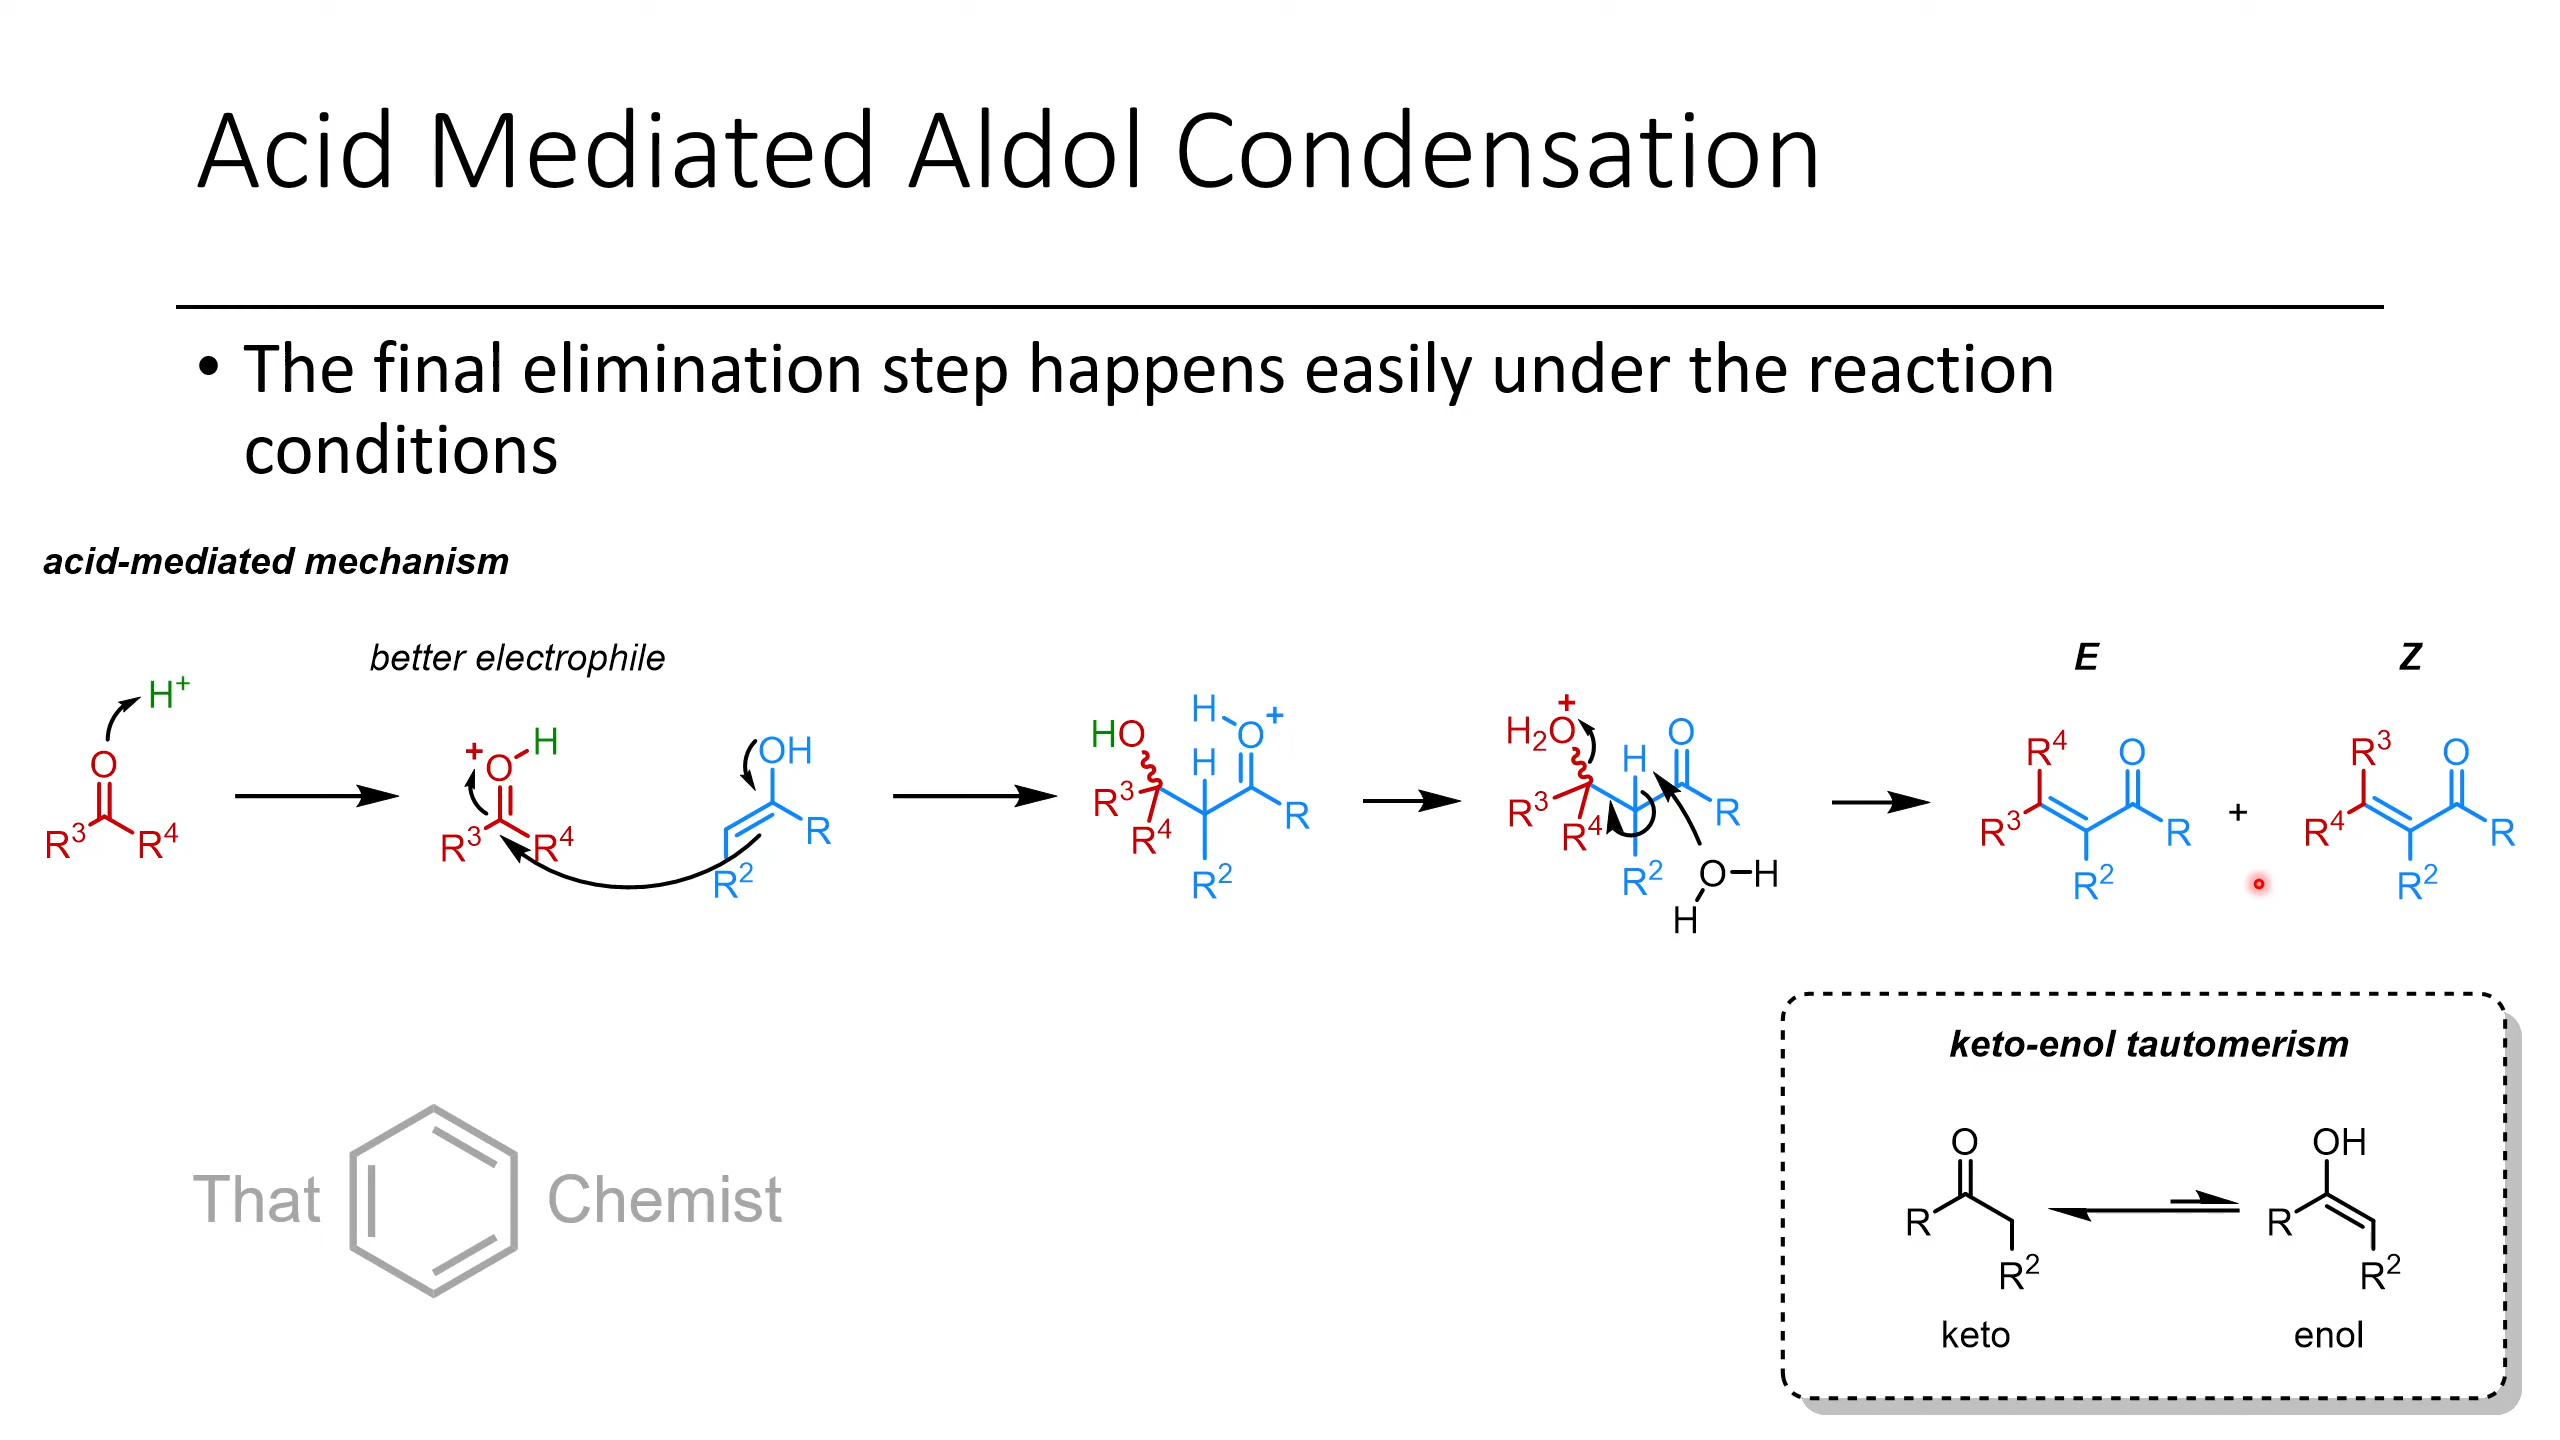 Acid Mediated Aldol Condensation
• The final elimination step happens easily under the reaction
conditions
acid-mediated mechanism
better electrophile
E
Z
H⁺
O
R³
R⁴
+
O
H
R³
R⁴
OH
R
R²
HO
R³
R⁴
H
H
O
+
R
R²
+
H₂O
R³
R⁴
H
O
R
R²
O
H
H
R⁴
O
R³
R
R²
+
R³
O
R⁴
R
R²
keto-enol tautomerism
O
R
R²
OH
R
R²
keto
enol
That Chemist